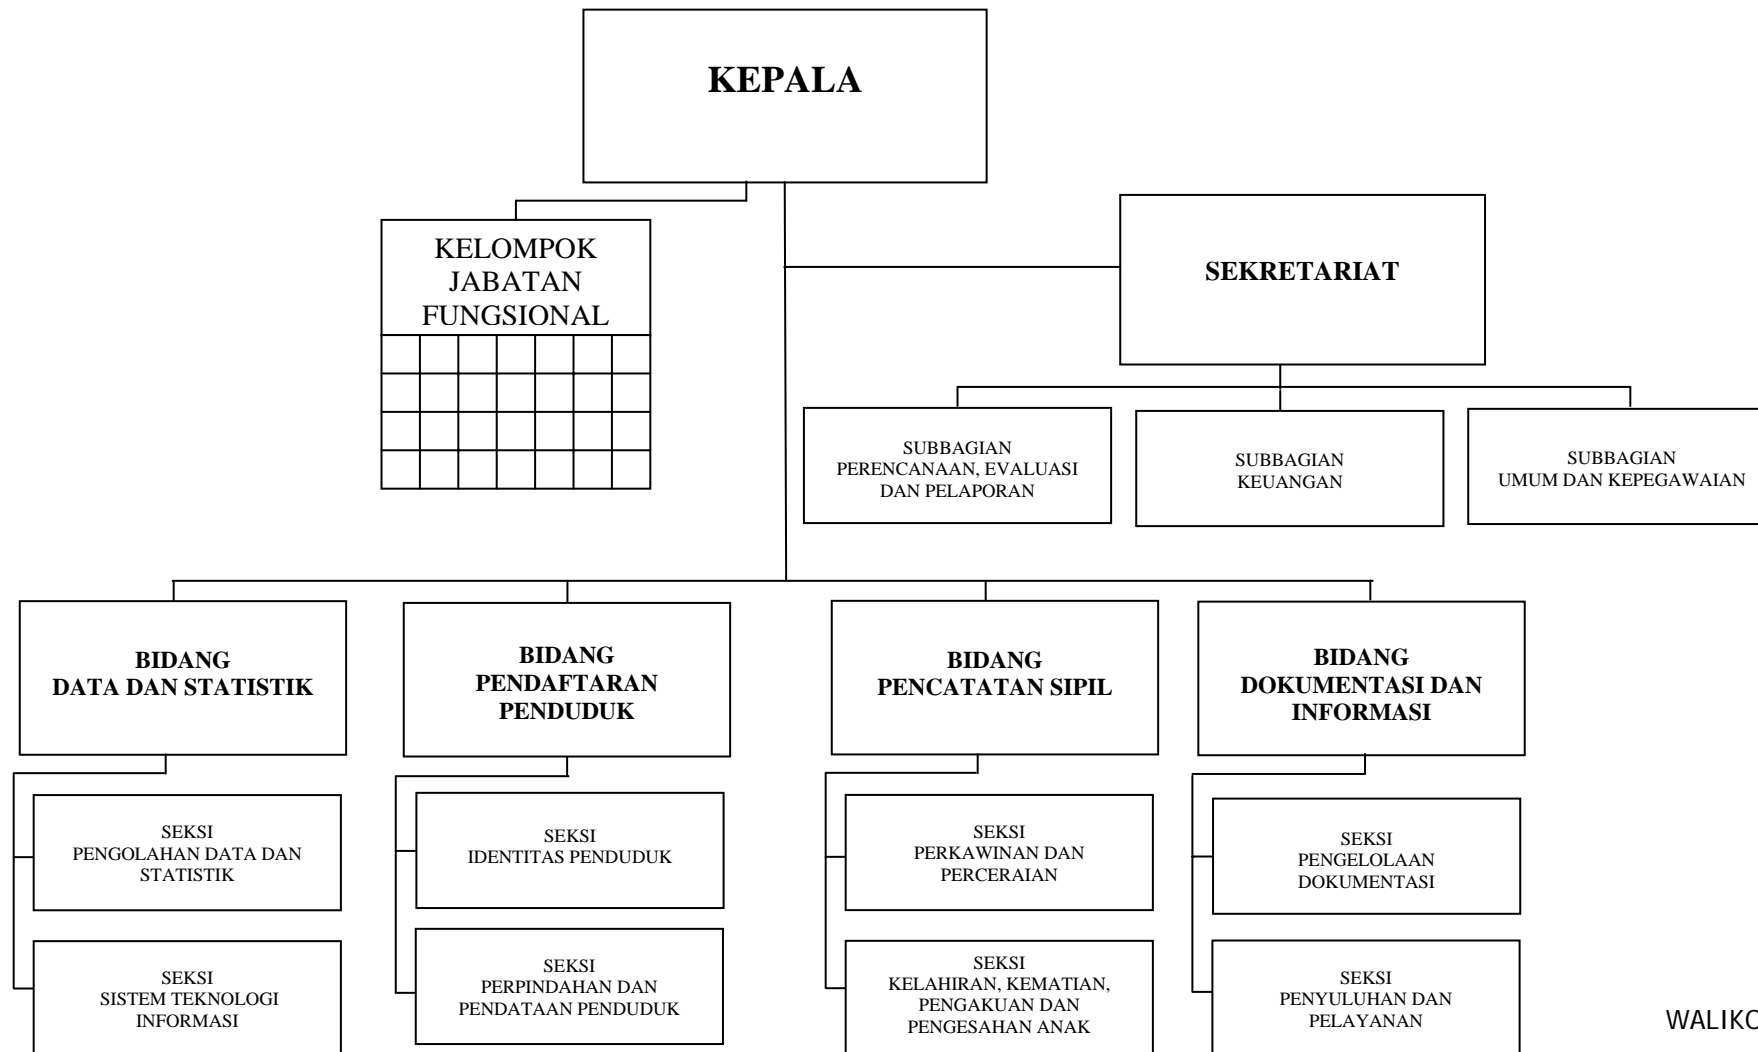 KEPALA
KELOMPOK
JABATAN
FUNGSIONAL
SEKRETARIAT
SUBBAGIAN
PERENCANAAN, EVALUASI
DAN PELAPORAN
SUBBAGIAN
KEUANGAN
SUBBAGIAN
UMUM DAN KEPEGAWAIAN
BIDANG
DATA DAN STATISTIK
BIDANG
PENDAFTARAN
PENDUDUK
BIDANG
PENCATATAN SIPIL
BIDANG
DOKUMENTASI DAN
INFORMASI
SEKSI
PENGOLAHAN DATA DAN
STATISTIK
SEKSI
IDENTITAS PENDUDUK
SEKSI
PERKAWINAN DAN
PERCERAIAN
SEKSI
PENGELOLAAN
DOKUMENTASI
SEKSI
SISTEM TEKNOLOGI
INFORMASI
SEKSI
PERPINDAHAN DAN
PENDATAAN PENDUDUK
SEKSI
KELAHIRAN, KEMATIAN,
PENGAKUAN DAN
PENGESAHAN ANAK
SEKSI
PENYULUHAN DAN
PELAYANAN